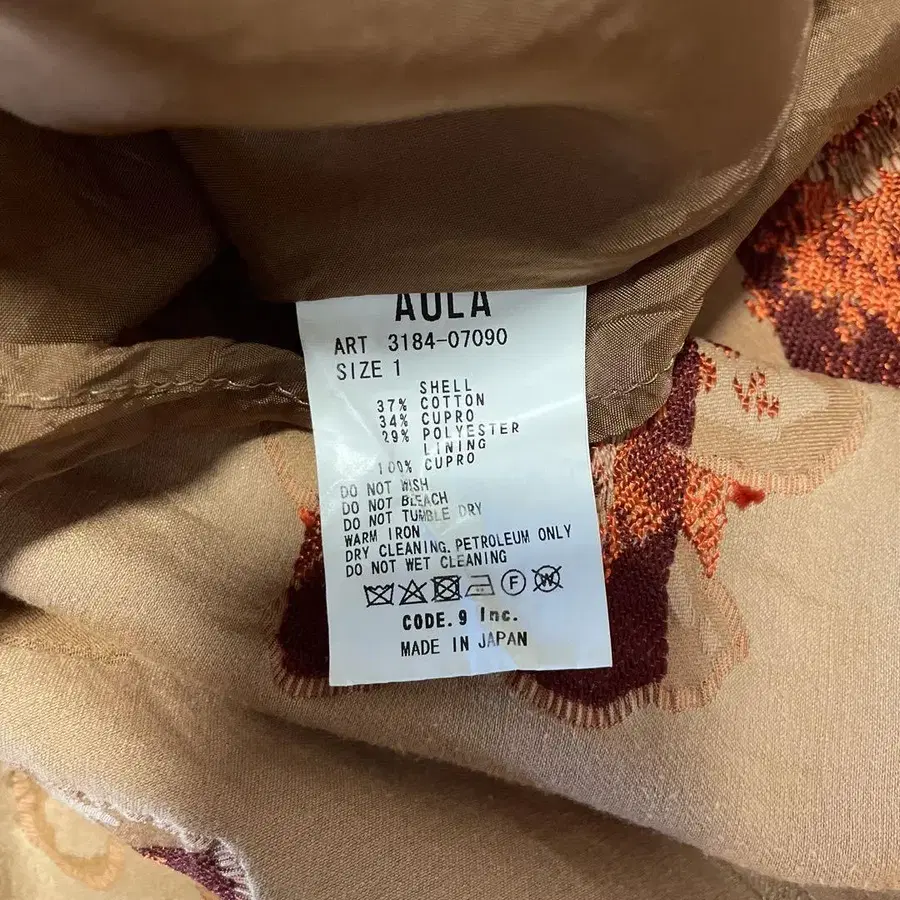 AULA
ART 3184-07090
SIZE 1
SHELL
37% COTTON
34% CUPRO
29% POLYESTER
LINING
100% CUPRO
DO NOT WISH
DO NOT BLEACH
DO NOT TUMBLE DRY
WARM IRON
DRY CLEANING. PETROLEUM ONLY
DO NOT WET CLEANING
F W
CODE.9 Inc.
MADE IN JAPAN